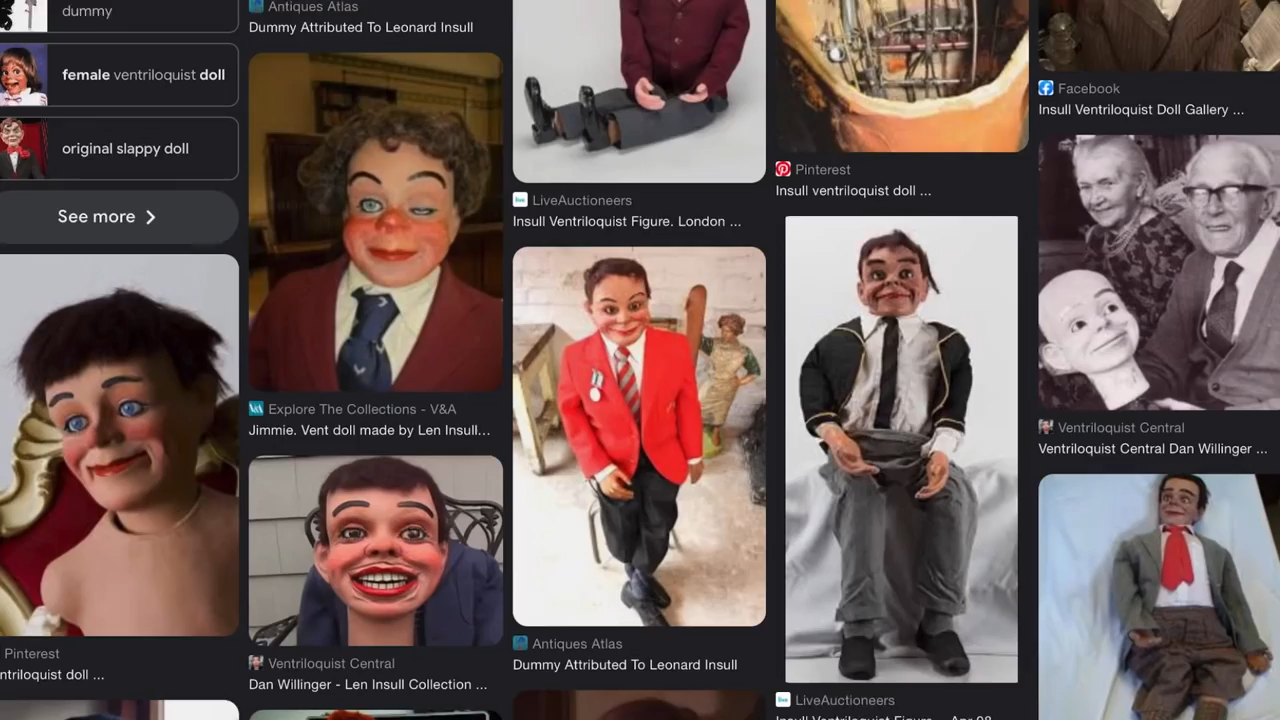 dummy
female ventriloquist doll
original slappy doll
See more
Pinterest
ntriloquist doll ...
Antiques Atlas
Dummy Attributed To Leonard Insull
Explore The Collections - V&A
Jimmie. Vent doll made by Len Insull...
Ventriloquist Central
Dan Willinger - Len Insull Collection ...
LiveAuctioneers
Insull Ventriloquist Figure. London ...
Antiques Atlas
Dummy Attributed To Leonard Insull
Pinterest
Insull ventriloquist doll ...
LiveAuctioneers
Facebook
Insull Ventriloquist Doll Gallery ...
Ventriloquist Central
Ventriloquist Central Dan Willinger ...